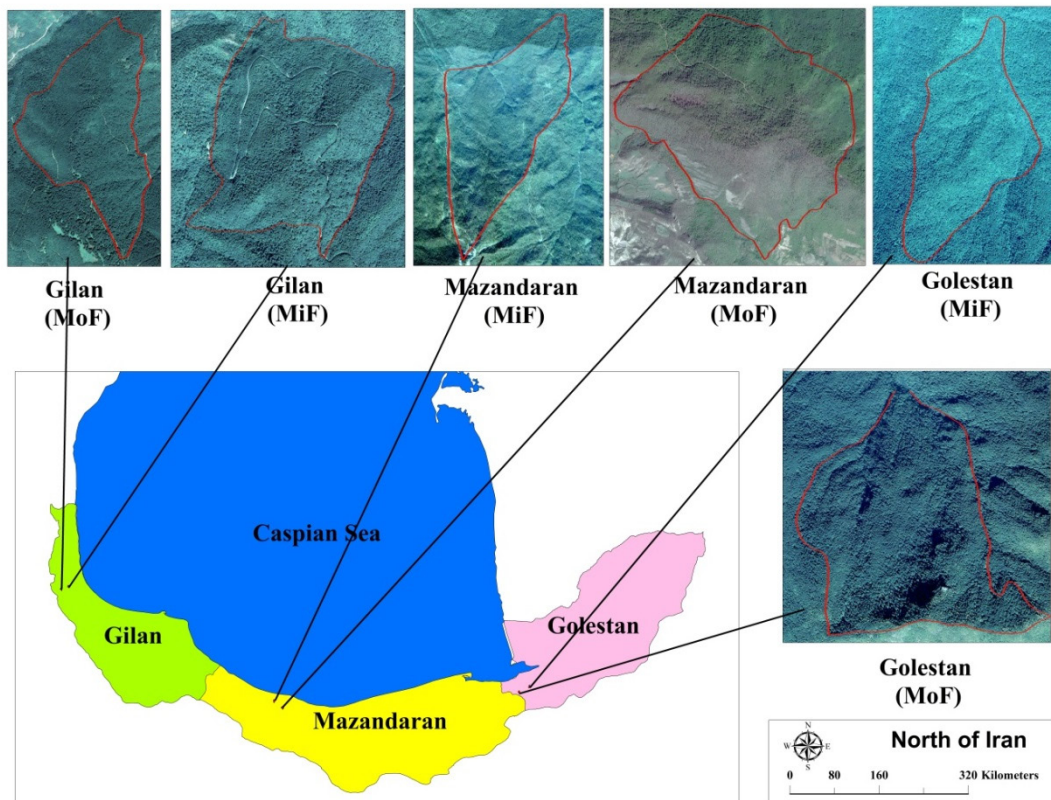 Gilan
(MoF)
Gilan
(MiF)
Mazandaran
(MiF)
Mazandaran
(MoF)
Golestan
(MiF)
Caspian Sea
Gilan
Golestan
Mazandaran
Golestan
(MoF)
N
W
E
S
North of Iran
0 80 160 320 Kilometers